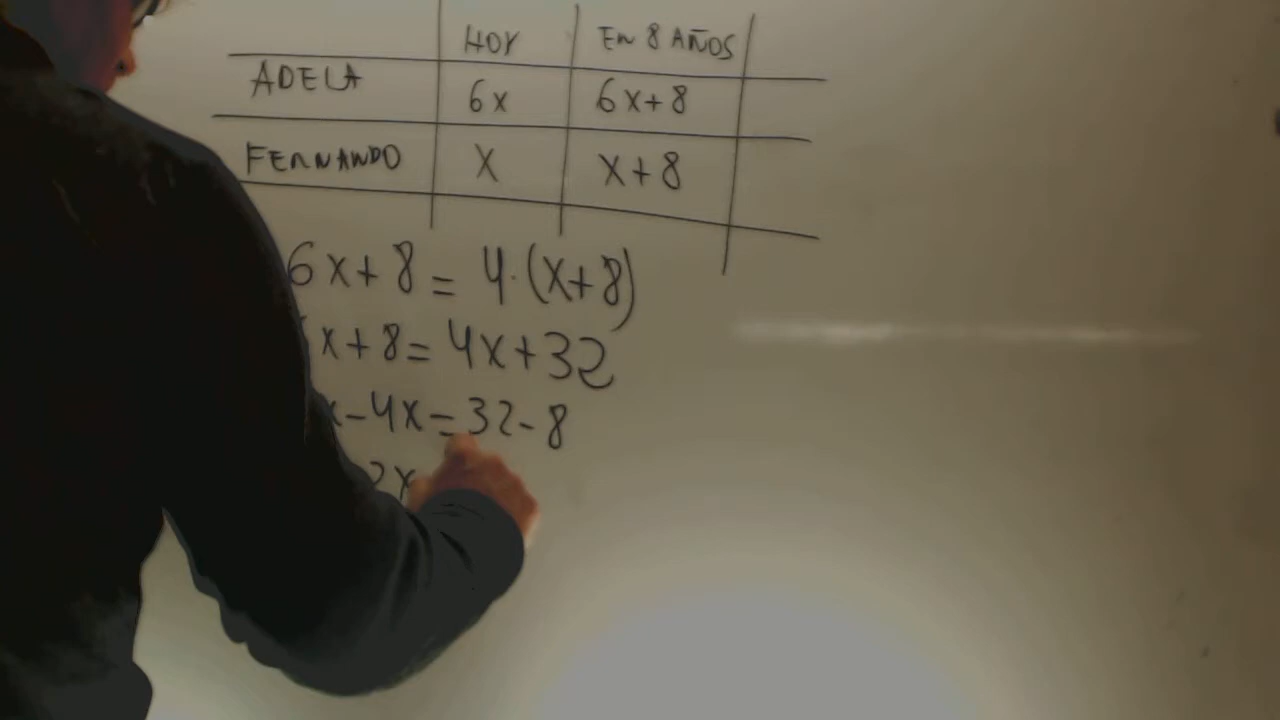 HOY EN 8 AÑOS
ADELA 6x 6x+8
FERNANDO X x+8
6x+8 = 4·(x+8)
x+8 = 4x+32
x-4x=32-8
2x